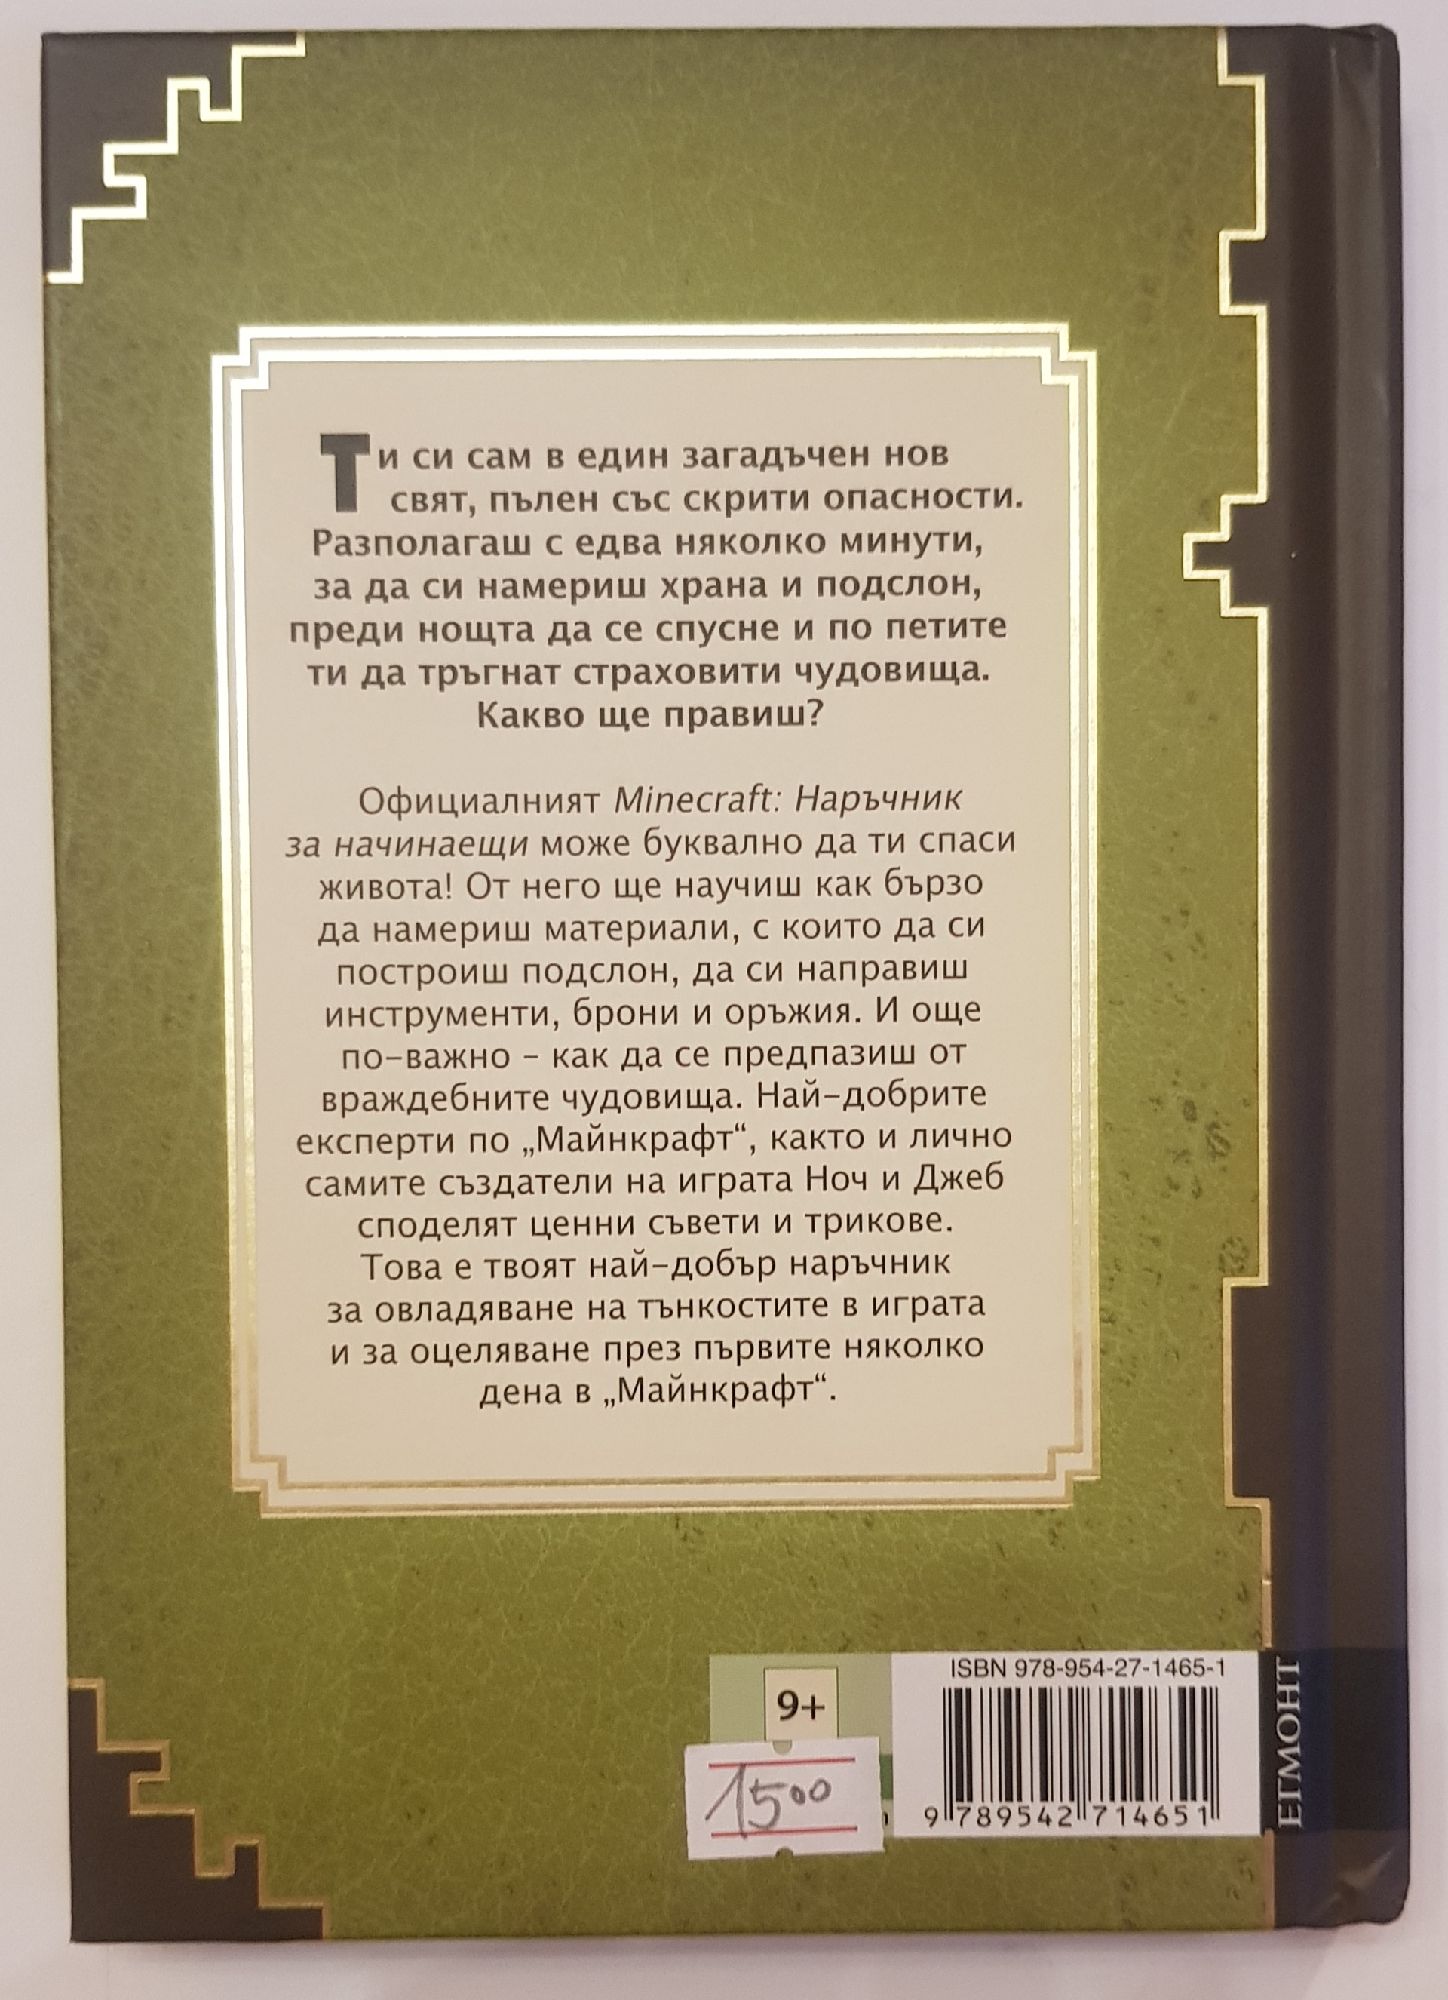 Ти си сам в един загадъчен нов
свят, пълен със скрити опасности.
Разполагаш с едва няколко минути,
за да си намериш храна и подслон,
преди нощта да се спусне и по петите
ти да тръгнат страховити чудовища.
Какво ще правиш?
Официалният Minecraft: Наръчник
за начинаещи може буквално да ти спаси
живота! От него ще научиш как бързо
да намериш материали, с които да си
построиш подслон, да си направиш
инструменти, брони и оръжия. И още
по-важно - как да се предпазиш от
враждебните чудовища. Най-добрите
експерти по „Майнкрафт“, както и лично
самите създатели на играта Ноч и Джеб
споделят ценни съвети и трикове.
Това е твоят най-добър наръчник
за овладяване на тънкостите в играта
и за оцеляване през първите няколко
дена в „Майнкрафт“.
ISBN 978-954-27-1465-1
9+
1500
9 789542 714651
ЕГМОНТ